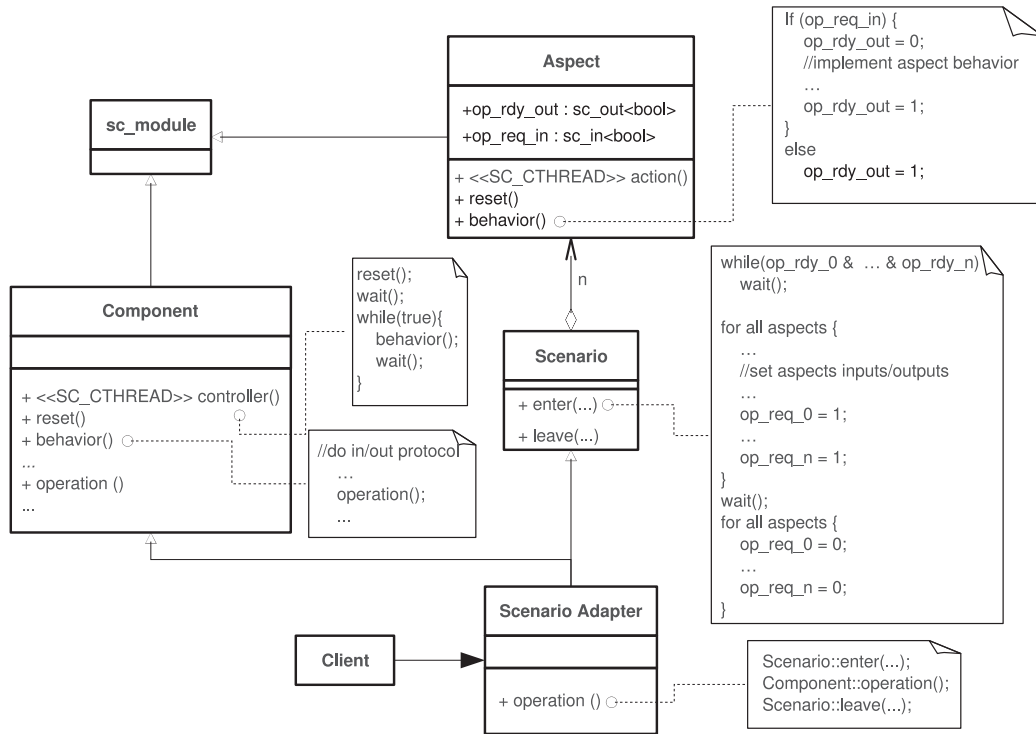 If (op_req_in) {
op_rdy_out = 0;
//implement aspect behavior
...
op_rdy_out = 1;
}
else
op_rdy_out = 1;
Aspect
+op_rdy_out : sc_out<bool>
+op_req_in : sc_in<bool>
+ <<SC_CTHREAD>> action()
+ reset()
+ behavior()
sc_module
n
reset();
wait();
while(true){
behavior();
wait();
}
while(op_rdy_0 & ... & op_rdy_n)
wait();
for all aspects {
...
//set aspects inputs/outputs
...
op_req_0 = 1;
...
op_req_n = 1;
}
wait();
for all aspects {
op_req_0 = 0;
...
op_req_n = 0;
}
Component
+ <<SC_CTHREAD>> controller()
+ reset()
+ behavior()
...
+ operation ()
...
Scenario
+ enter(...)
+ leave(...)
//do in/out protocol
...
operation();
...
Scenario Adapter
+ operation ()
Client
Scenario::enter(...);
Component::operation();
Scenario::leave(...);